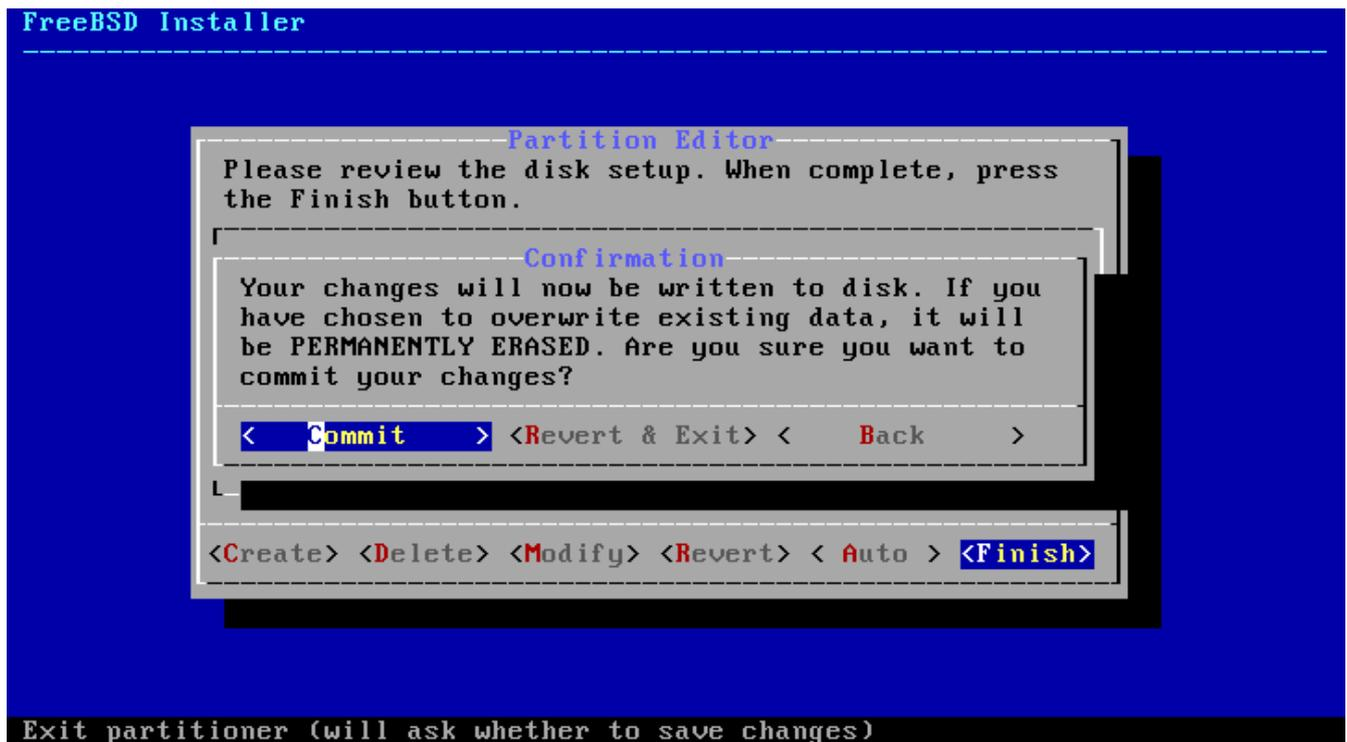 FreeBSD Installer
Partition Editor
Please review the disk setup. When complete, press
the Finish button.
Confirmation
Your changes will now be written to disk. If you
have chosen to overwrite existing data, it will
be PERMANENTLY ERASED. Are you sure you want to
commit your changes?
<   Commit    > <Revert & Exit> <    Back     >
<Create> <Delete> <Modify> <Revert> < Auto > <Finish>
Exit partitioner (will ask whether to save changes)